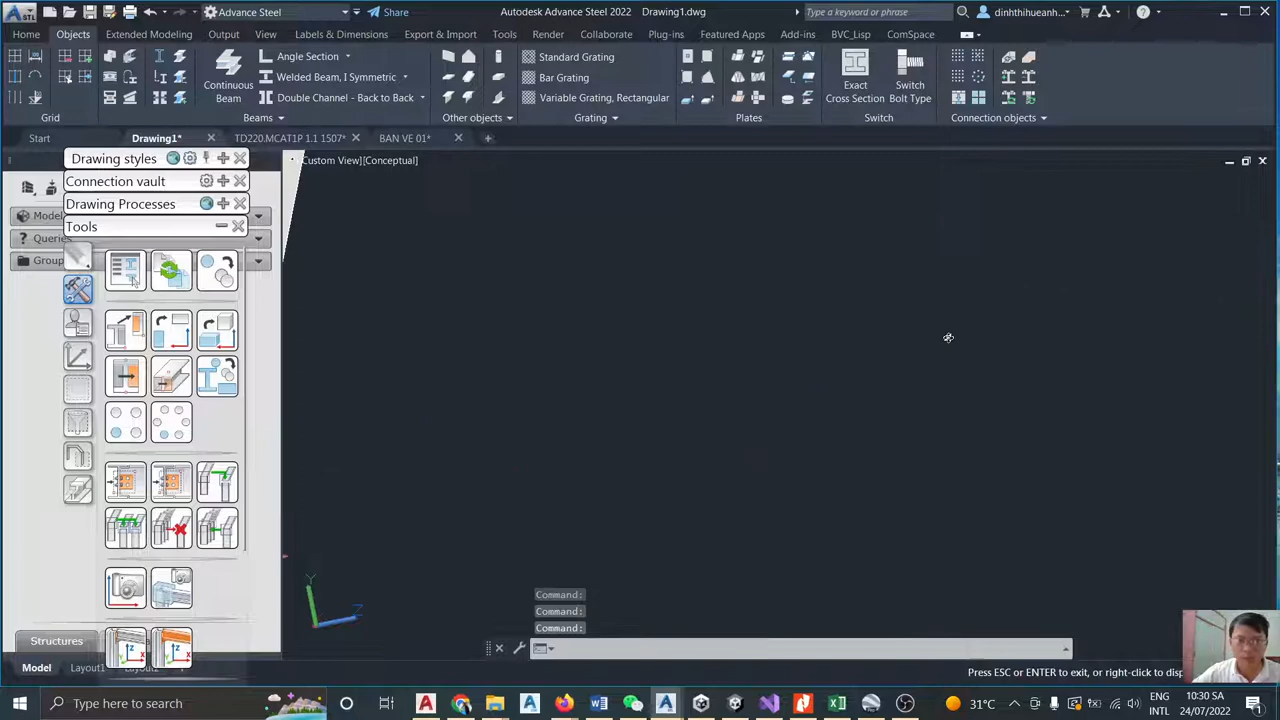 STL
Advance Steel
Share
Autodesk Advance Steel 2022 Drawing1.dwg
Type a keyword or phrase
dinhthihueanh...
Home Objects Extended Modeling Output View Labels & Dimensions Export & Import Tools Render Collaborate Plug-ins Featured Apps Add-ins BVC_Lisp ComSpace
Continuous Beam
Angle Section
Welded Beam, I Symmetric
Double Channel - Back to Back
Standard Grating
Bar Grating
Variable Grating, Rectangular
Exact Cross Section
Switch Bolt Type
Grid Beams Other objects Grating Plates Switch Connection objects
Start Drawing1* TD220.MCAT1P 1.1 1507* BAN VE 01*
Drawing styles
Custom View][Conceptual]
Connection vault
Drawing Processes
Model
Tools
Queries
Group
Y
Z
Command:
Command:
Command:
Structures
Model Layout1 Layout2
Press ESC or ENTER to exit, or right-click to disp
Type here to search
31°C
ENG
INTL
10:30 SA
24/07/2022